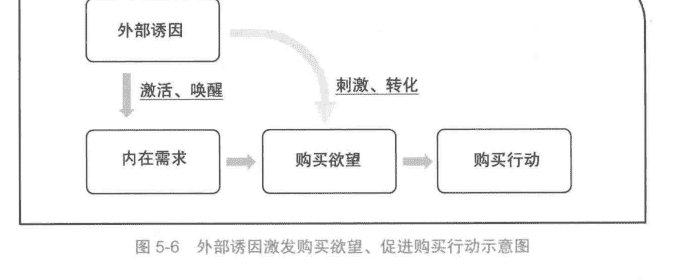 外部诱因
激活、唤醒
刺激、转化
内在需求
购买欲望
购买行动
图 5-6 外部诱因激发购买欲望、促进购买行动示意图